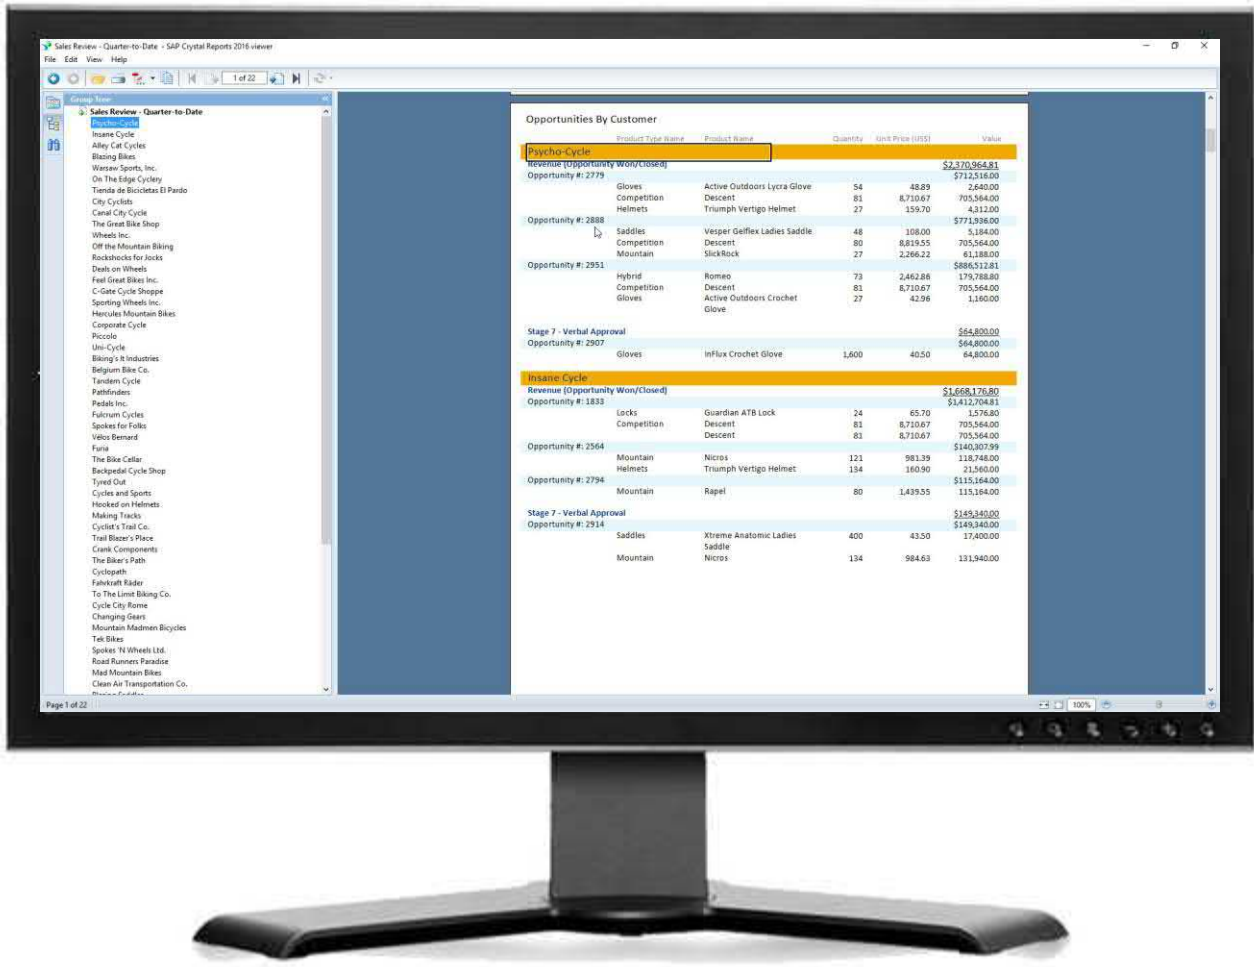 Sales Review - Quarter-to-Date - SAP Crystal Reports 2016 viewer
File Edit View Help
1 of 22
Group Tree
Sales Review - Quarter-to-Date
Psycho-Cycle
Insane Cycle
Alley Cat Cycles
Blazing Bikes
Warsaw Sports, Inc.
On The Edge Cyclery
Tienda de Bicicletas El Pardo
City Cyclists
Canal City Cycle
The Great Bike Shop
Wheels Inc.
Off the Mountain Biking
Rockshocks for Jocks
Deals on Wheels
Feel Great Bikes Inc.
C-Gate Cycle Shoppe
Sporting Wheels Inc.
Hercules Mountain Bikes
Corporate Cycle
Piccolo
Uni-Cycle
Biking's It Industries
Belgium Bike Co.
Tandem Cycle
Pathfinders
Pedals Inc.
Fulcrum Cycles
Spokes for Folks
Vélos Bernard
Furia
The Bike Cellar
Backpedal Cycle Shop
Tyred Out
Cycles and Sports
Hooked on Helmets
Making Tracks
Cyclist's Trail Co.
Trail Blazer's Place
Crank Components
The Biker's Path
Cyclopath
Fahrkraft Räder
To The Limit Biking Co.
Cycle City Rome
Changing Gears
Mountain Madmen Bicycles
Tek Bikes
Spokes 'N Wheels Ltd.
Road Runners Paradise
Mad Mountain Bikes
Clean Air Transportation Co.
Opportunities By Customer
Product Type Name Product Name Quantity Unit Price (US$) Value
Psycho-Cycle
Revenue (Opportunity Won/Closed) $2,370,964.81
Opportunity #: 2779 $712,516.00
Gloves Active Outdoors Lycra Glove 54 48.89 2,640.00
Competition Descent 81 8,710.67 705,564.00
Helmets Triumph Vertigo Helmet 27 159.70 4,312.00
Opportunity #: 2888 $771,936.00
Saddles Vesper Gelflex Ladies Saddle 48 108.00 5,184.00
Competition Descent 80 8,819.55 705,564.00
Mountain SlickRock 27 2,266.22 61,188.00
Opportunity #: 2951 $886,512.81
Hybrid Romeo 73 2,462.86 179,788.80
Competition Descent 81 8,710.67 705,564.00
Gloves Active Outdoors Crochet 27 42.96 1,160.00
Glove
Stage 7 - Verbal Approval $64,800.00
Opportunity #: 2907 $64,800.00
Gloves InFlux Crochet Glove 1,600 40.50 64,800.00
Insane Cycle
Revenue (Opportunity Won/Closed) $1,668,176.80
Opportunity #: 1833 $1,412,704.81
Locks Guardian ATB Lock 24 65.70 1,576.80
Competition Descent 81 8,710.67 705,564.00
Descent 81 8,710.67 705,564.00
Opportunity #: 2564 $140,307.99
Mountain Nicros 121 981.39 118,748.00
Helmets Triumph Vertigo Helmet 134 160.90 21,560.00
Opportunity #: 2794 $115,164.00
Mountain Rapel 80 1,439.55 115,164.00
Stage 7 - Verbal Approval $149,340.00
Opportunity #: 2914 $149,340.00
Saddles Xtreme Anatomic Ladies 400 43.50 17,400.00
Saddle
Mountain Nicros 134 984.63 131,940.00
Page 1 of 22
100%